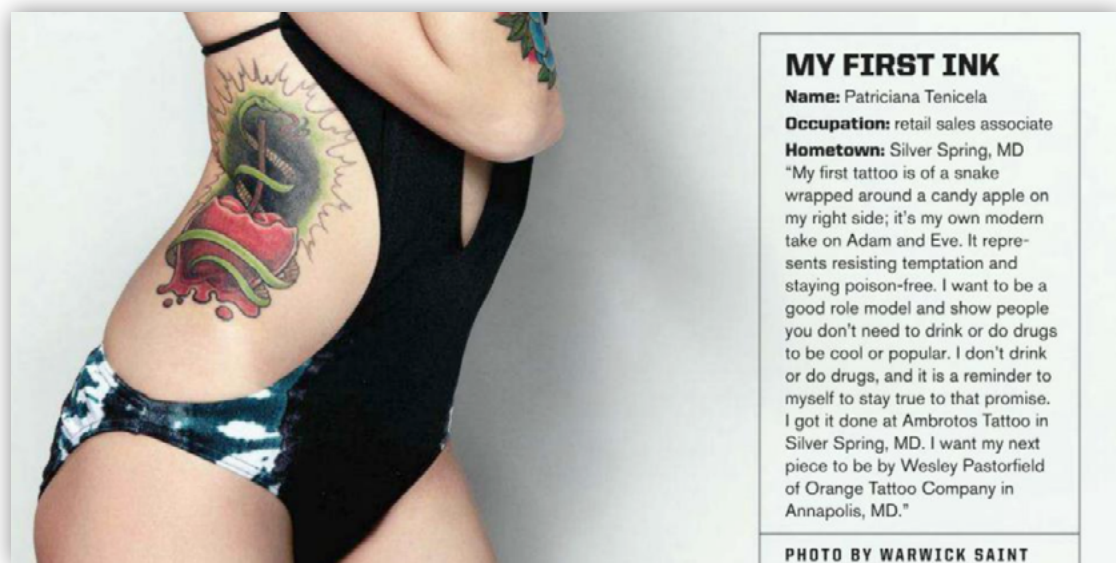 MY FIRST INK
Name: Patriciana Tenicela
Occupation: retail sales associate
Hometown: Silver Spring, MD
“My first tattoo is of a snake
wrapped around a candy apple on
my right side; it’s my own modern
take on Adam and Eve. It repre-
sents resisting temptation and
staying poison-free. I want to be a
good role model and show people
you don’t need to drink or do drugs
to be cool or popular. I don’t drink
or do drugs, and it is a reminder to
myself to stay true to that promise.
I got it done at Ambrotos Tattoo in
Silver Spring, MD. I want my next
piece to be by Wesley Pastorfield
of Orange Tattoo Company in
Annapolis, MD.”
PHOTO BY WARWICK SAINT